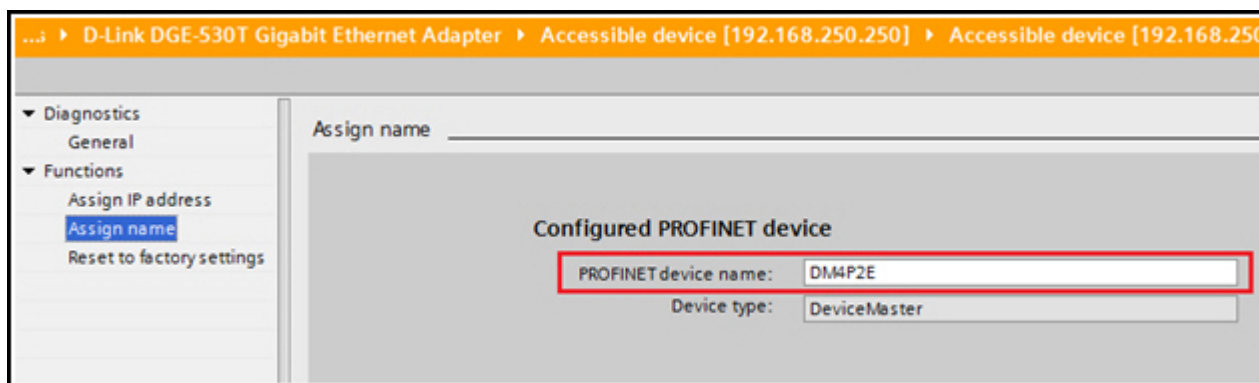 ...s ▸ D-Link DGE-530T Gigabit Ethernet Adapter ▸ Accessible device [192.168.250.250] ▸ Accessible device [192.168.250
Diagnostics
General
Functions
Assign IP address
Assign name
Reset to factory settings
Assign name
Configured PROFINET device
PROFINET device name: DM4P2E
Device type: DeviceMaster